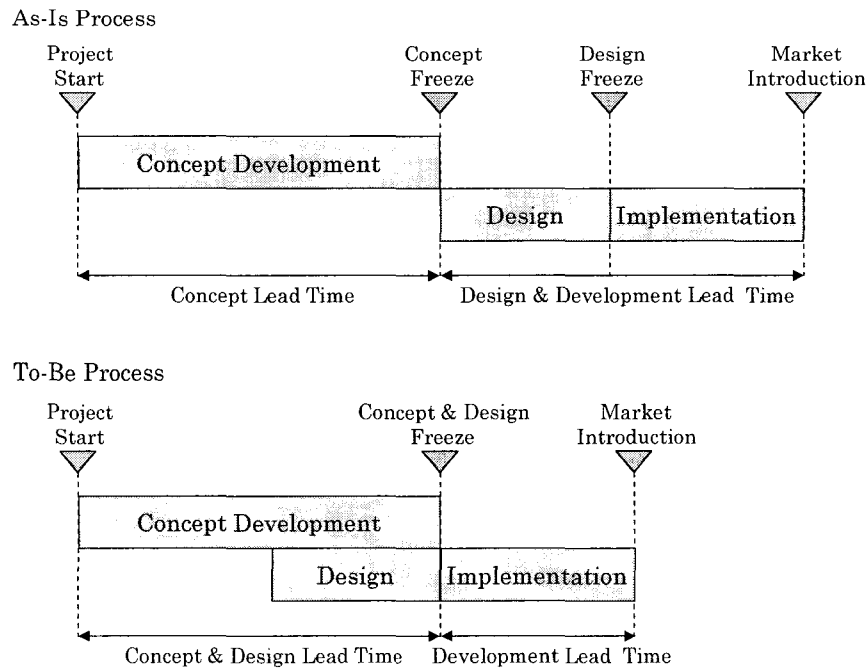 As-Is Process
Project
Start
Concept
Freeze
Design
Freeze
Market
Introduction
Concept Development
Design
Implementation
Concept Lead Time
Design & Development Lead Time
To-Be Process
Project
Start
Concept & Design
Freeze
Market
Introduction
Concept Development
Design
Implementation
Concept & Design Lead Time
Development Lead Time